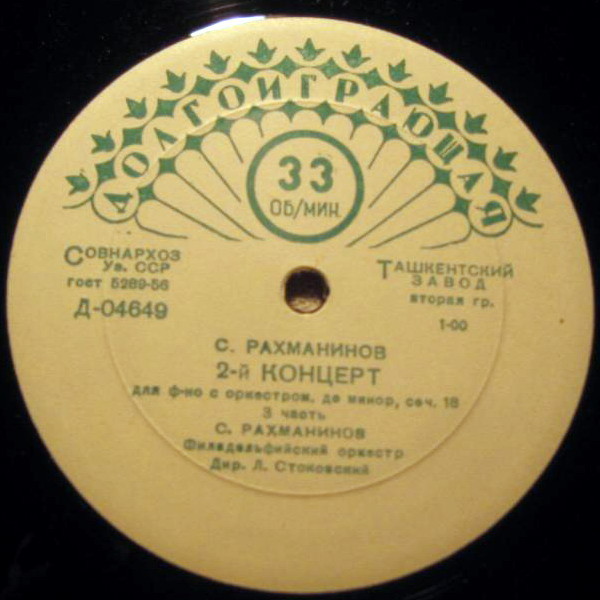 ДОЛГОИГРАЮЩАЯ
33
ОБ/МИН.
СОВНАРХОЗ
Уз. ССР
гост 5289-56
Д-04649
ТАШКЕНТСКИЙ
ЗАВОД
вторая гр.
1-00
С. РАХМАНИНОВ
2-й КОНЦЕРТ
для ф-но с оркестром, до минор, соч. 18
3 часть
С. РАХМАНИНОВ
Филадельфийский оркестр
Дир. Л. Стоковский